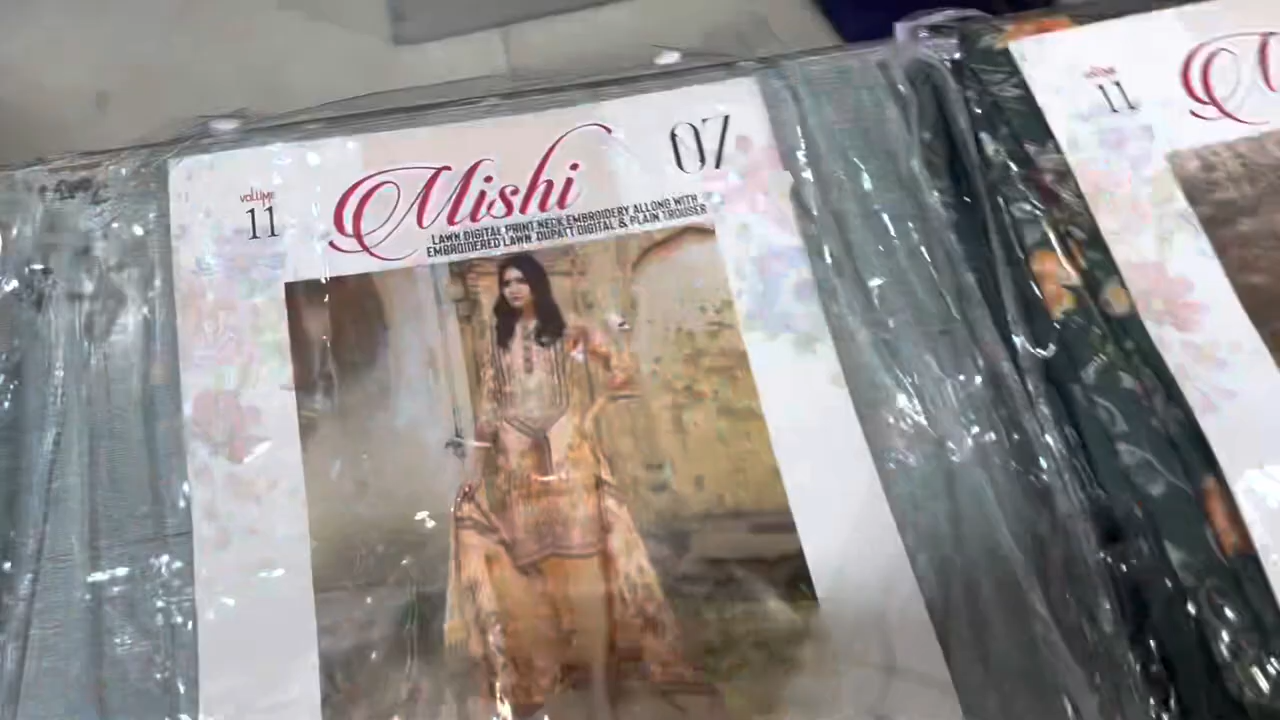 VOLUME
11
Mishi
07
LAWN DIGITAL PRINT NECK EMBROIDERY ALLONG WITH
EMBROIDERED LAWN DUPATT DIGITAL & PLAIN TROUSER
VOLUME
11